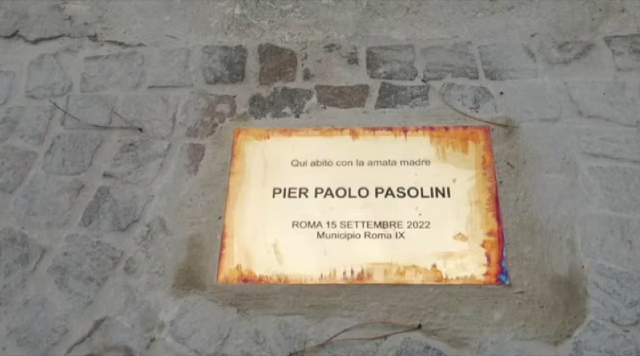 Qui abitò con la amata madre
PIER PAOLO PASOLINI
ROMA 15 SETTEMBRE 2022
Municipio Roma IX